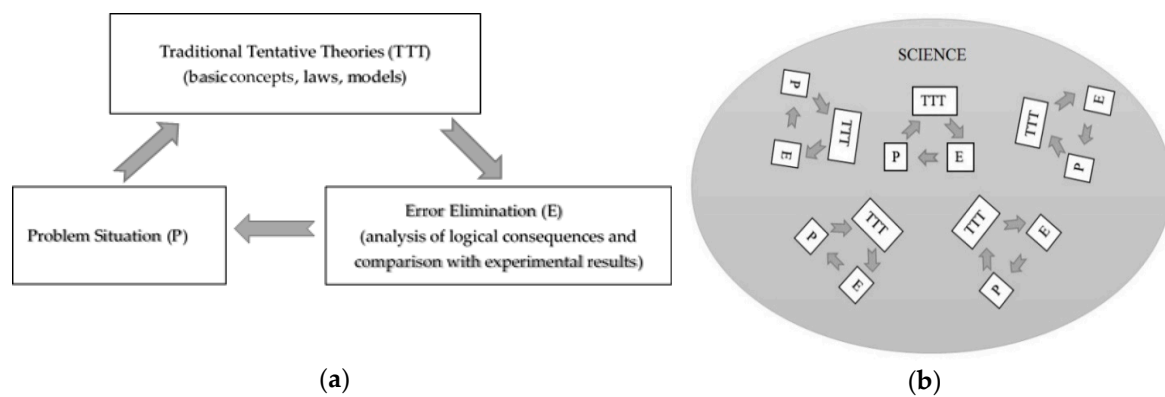 Traditional Tentative Theories (TTT)
(basic concepts, laws, models)
Problem Situation (P)
Error Elimination (E)
(analysis of logical consequences and
comparison with experimental results)
(a)
SCIENCE
P
TTT
E
TTT
P
E
TTT
E
P
P
TTT
E
TTT
E
P
(b)